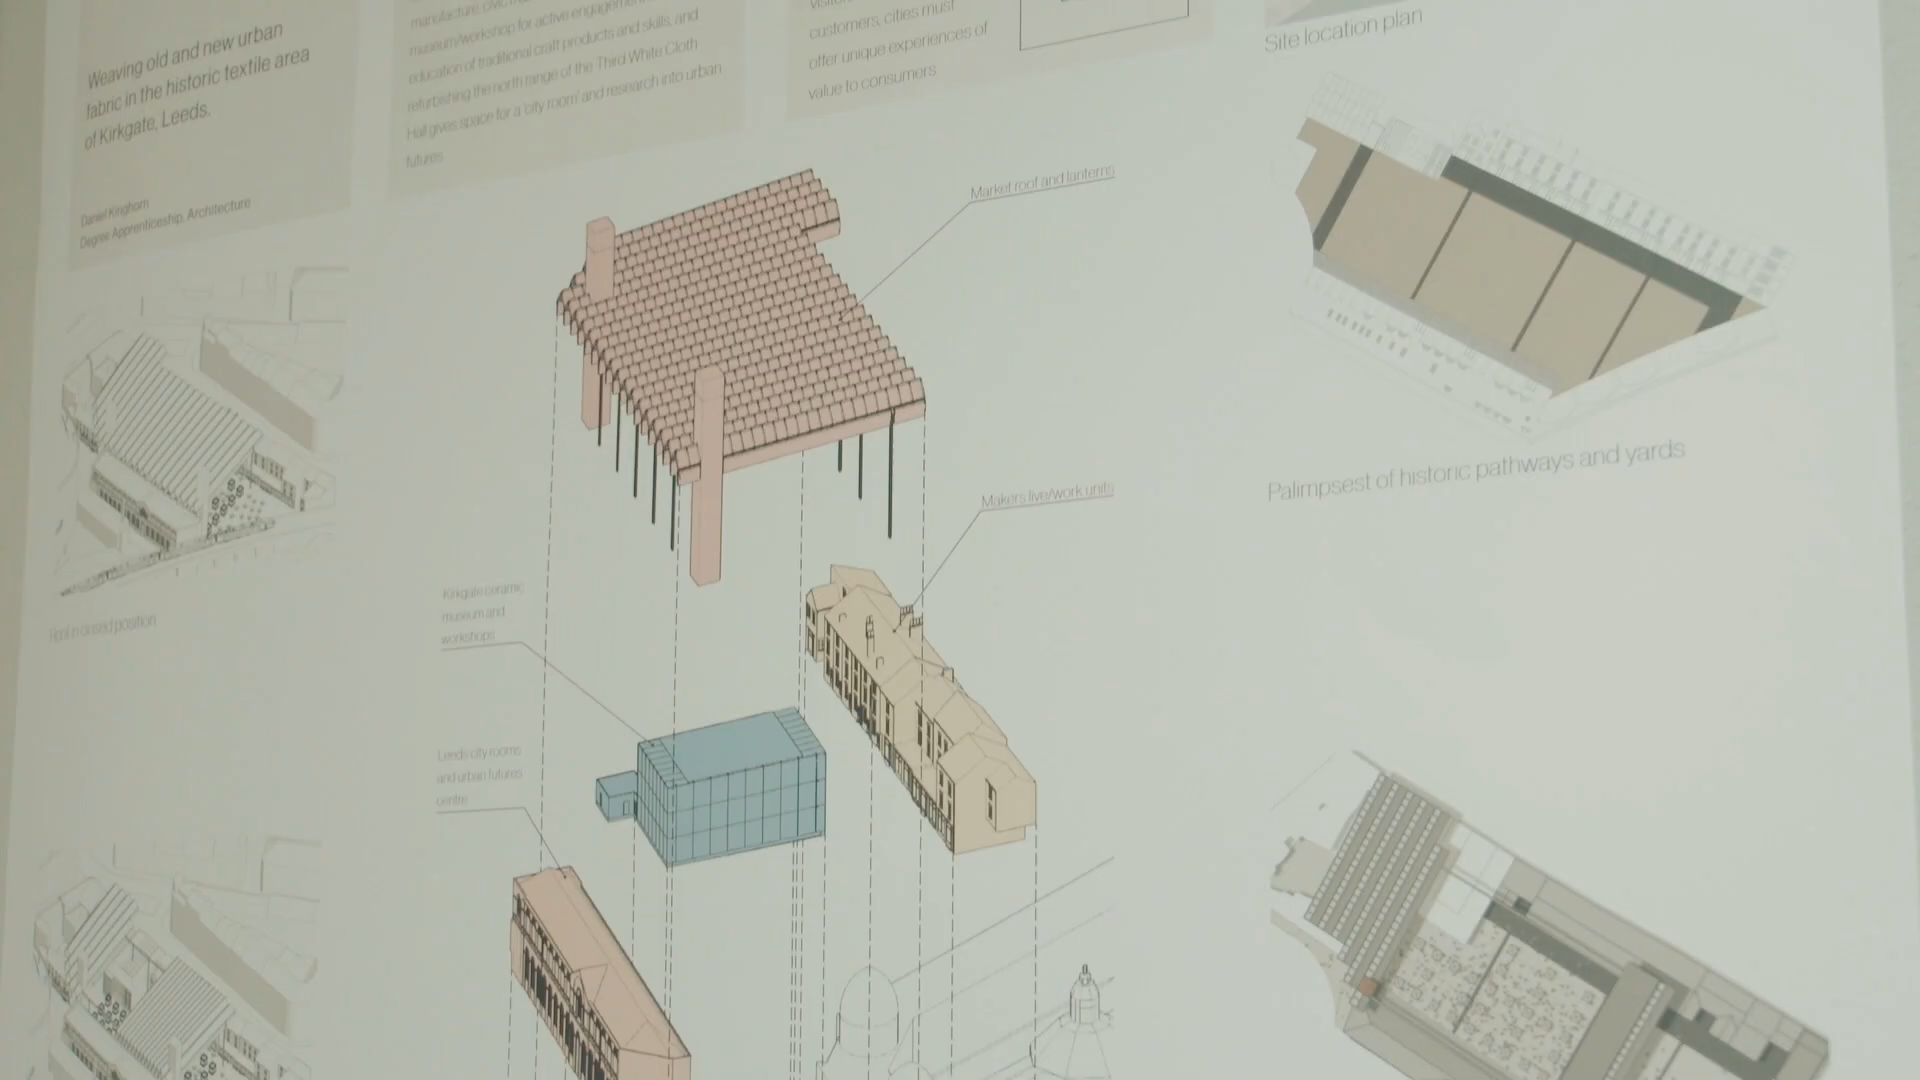 Weaving old and new urban
fabric in the historic textile area
of Kirkgate, Leeds.
Daniel Kinghorn
Degree Apprenticeship, Architecture
manufacture, civic
museum/workshop for active engagement
education of traditional craft products and skills, and
refurbishing the north range of the Third White Cloth
Hall gives space for a 'city room' and research into urban
futures.
customers, cities must
offer unique experiences of
value to consumers
Site location plan
Market roof and lanterns
Palimpsest of historic pathways and yards
Makers live/work units
Kirkgate ceramic
museum and
workshops
Roof in closed position
Leeds city rooms
and urban futures
centre